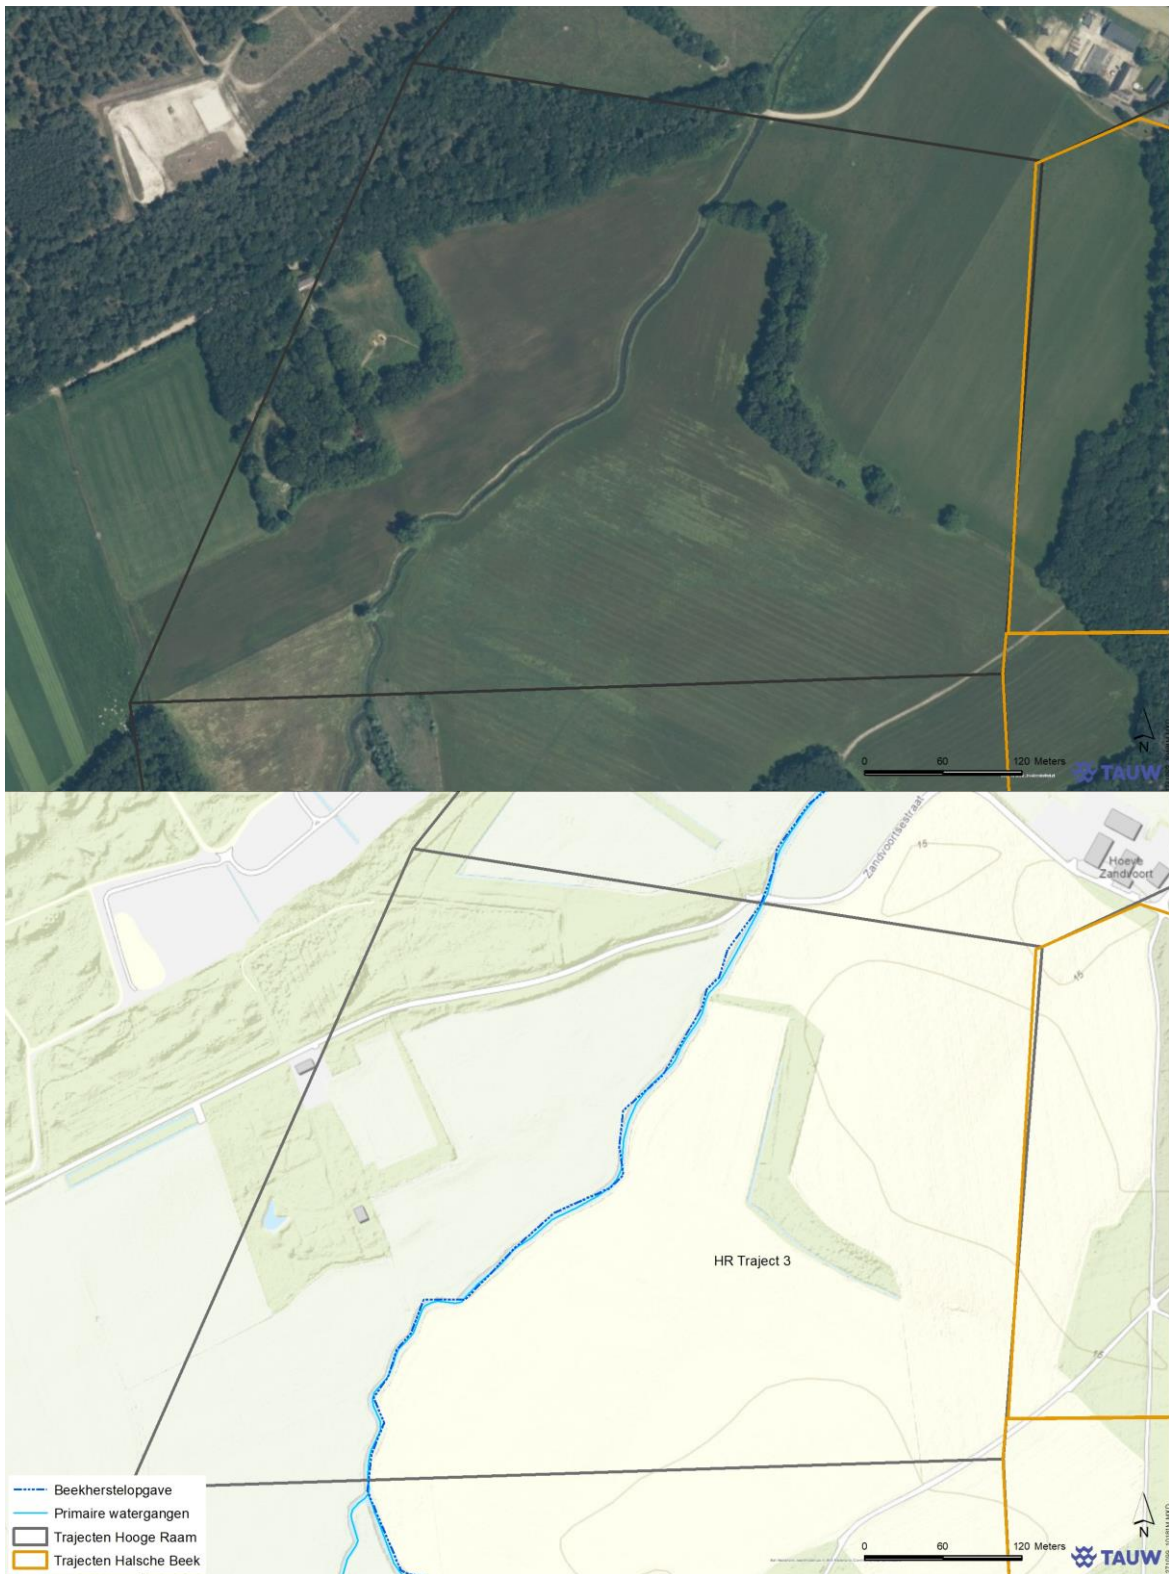 0 60 120 Meters
N
TAUW
Zandvoortsestraat
15
Hoeve
Zandvoort
15
HR Traject 3
15
Beekherstelopgave
Primaire watergangen
Trajecten Hooge Raam
Trajecten Halsche Beek
0 60 120 Meters
N
TAUW